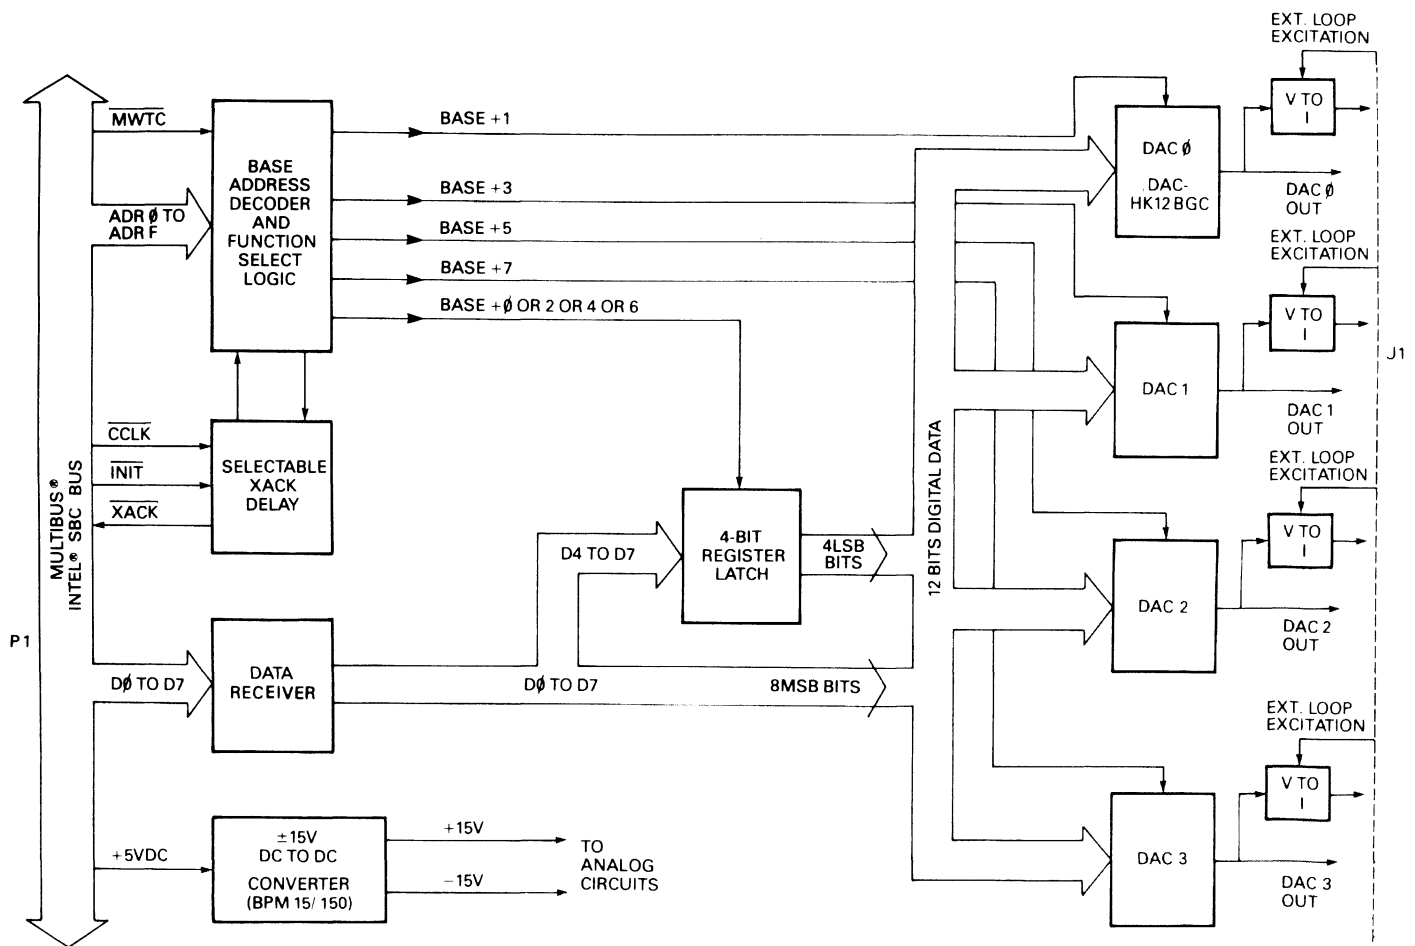 EXT. LOOP
EXCITATION
MWTC
BASE +1
V TO
I
BASE
ADDRESS
DECODER
AND
FUNCTION
SELECT
LOGIC
DAC Ø
DAC-
HK12 BGC
BASE +3
DAC Ø
OUT
ADR Ø TO
ADR F
BASE +5
EXT. LOOP
EXCITATION
BASE +7
BASE +Ø OR 2 OR 4 OR 6
V TO
I
J1
DAC 1
DAC 1
OUT
CCLK
INIT
XACK
SELECTABLE
XACK
DELAY
EXT. LOOP
EXCITATION
MULTIBUS®
INTEL® SBC BUS
12 BITS DIGITAL DATA
D4 TO D7
4-BIT
REGISTER
LATCH
4LSB
BITS
V TO
I
DAC 2
DAC 2
OUT
P1
DØ TO D7
DATA
RECEIVER
DØ TO D7
8MSB BITS
EXT. LOOP
EXCITATION
V TO
I
+5VDC
±15V
DC TO DC
CONVERTER
(BPM 15/150)
+15V
-15V
TO
ANALOG
CIRCUITS
DAC 3
DAC 3
OUT